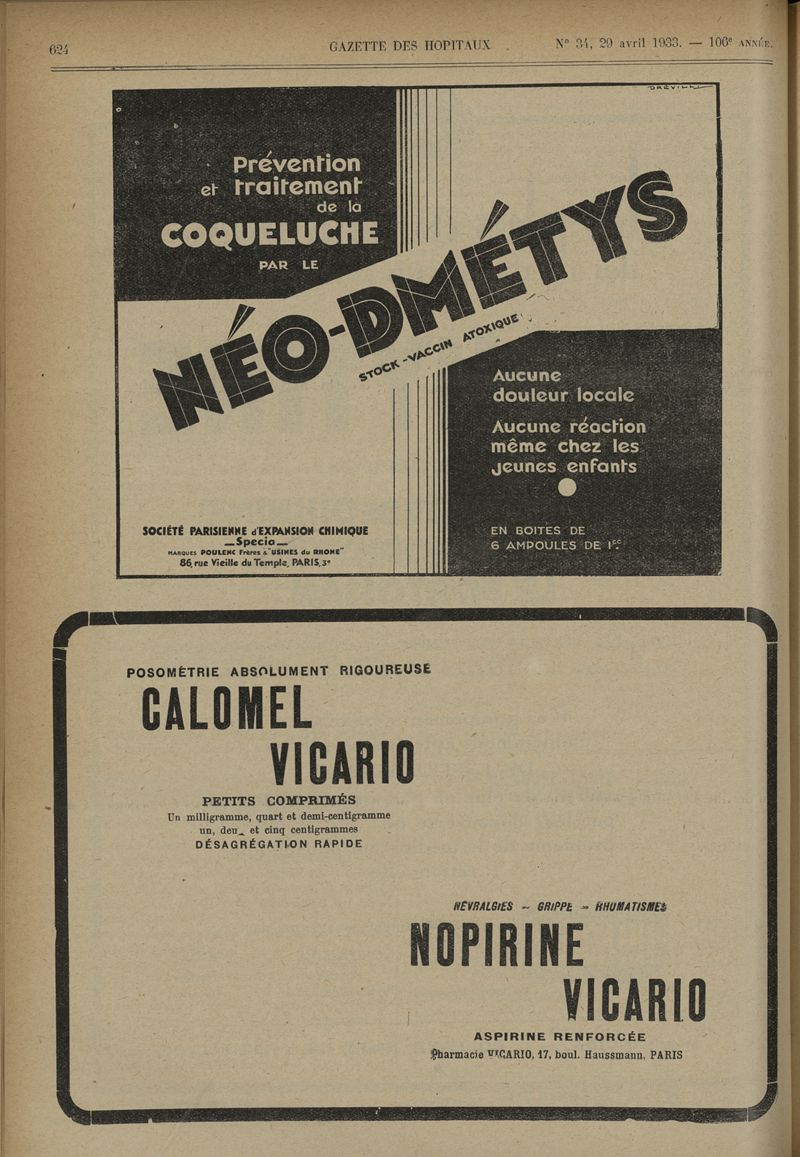 624
GAZETTE DES HOPITAUX
N° 34, 29 avril 1933. — 106e ANNÉE.
DRÉVILL
Prévention
et traitement
de la
COQUELUCHE
PAR LE
NÉO-DMÉTYS
STOCK-VACCIN ATOXIQUE
Aucune
douleur locale
Aucune réaction
même chez les
jeunes enfants
EN BOITES DE
6 AMPOULES DE 1cc.
SOCIÉTÉ PARISIENNE d'EXPANSION CHIMIQUE
— Specia —
MARQUES POULENC Frères & "USINES du RHONE"
86, rue Vieille du Temple, PARIS, 3e
POSOMÉTRIE ABSOLUMENT RIGOUREUSE
CALOMEL
VICARIO
PETITS COMPRIMÉS
Un milligramme, quart et demi-centigramme
un, deu et cinq centigrammes
DÉSAGRÉGATION RAPIDE
NÉVRALGIES - GRIPPE - RHUMATISMES
NOPIRINE
VICARIO
ASPIRINE RENFORCÉE
Pharmacie VICARIO, 17, boul. Haussmann, PARIS